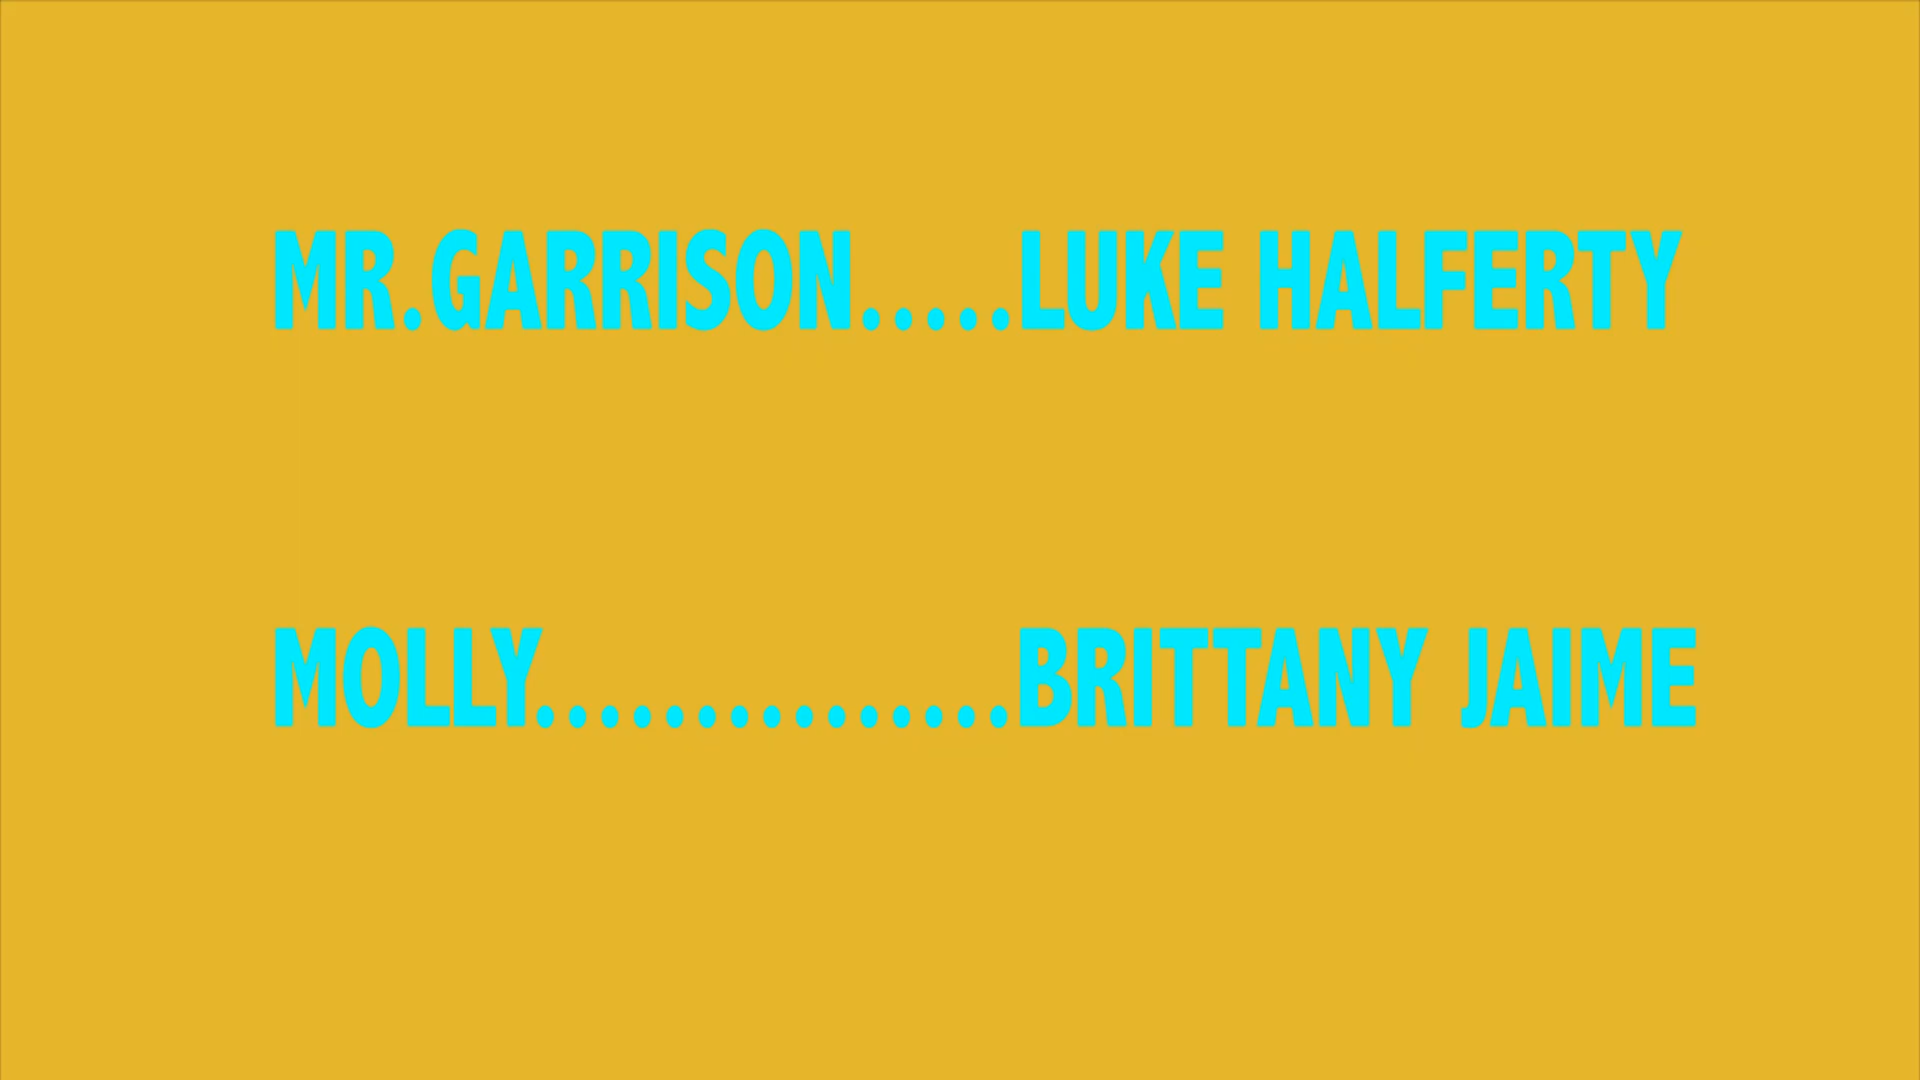 MR.GARRISON.....LUKE HALFERTY
MOLLY...............BRITTANY JAIME